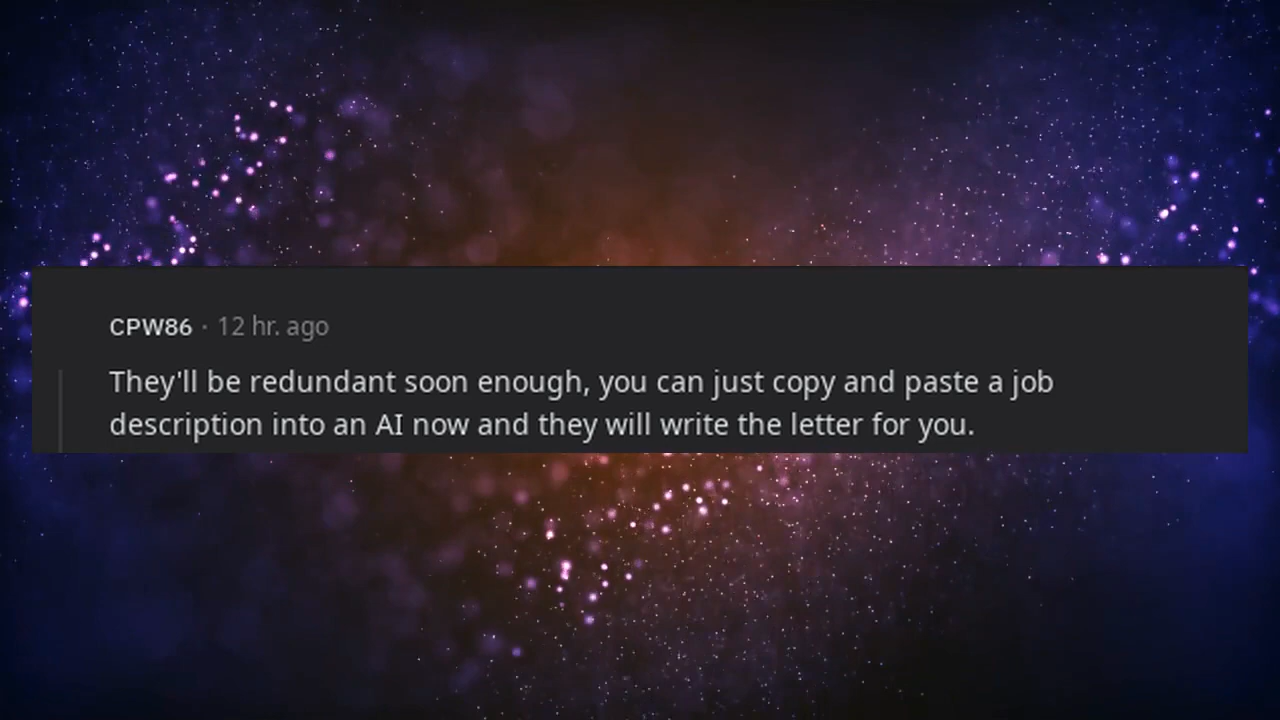 CPW86 · 12 hr. ago
They'll be redundant soon enough, you can just copy and paste a job
description into an AI now and they will write the letter for you.